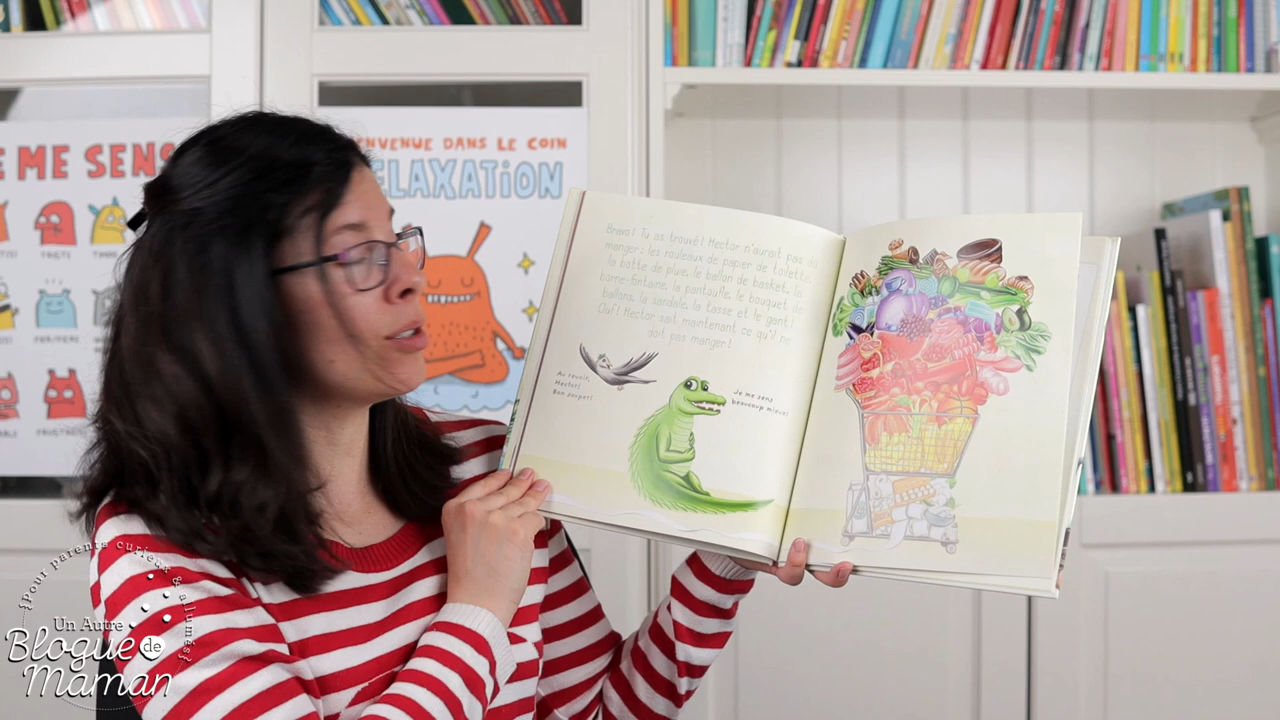 E ME SENS
TRISTE
TIMI
FRUSTRÉ
BIENVENUE DANS LE COIN
RELAXATION
Bravo! Tu as trouvé! Hector n'aurait pas dû
manger: les rouleaux de papier de toilette,
la botte de pluie, le ballon de basket, la
borne-fontaine, la pantoufle, le bouquet de
ballons, la sandale, la tasse et le gant!
Ouf! Hector sait maintenant ce qu'il ne
doit pas manger!
Au revoir,
Hector!
Bon souper!
Je me sens
beaucoup mieux!
{Pour parents curieux & allumés}
Un Autre
Blogue de
Maman